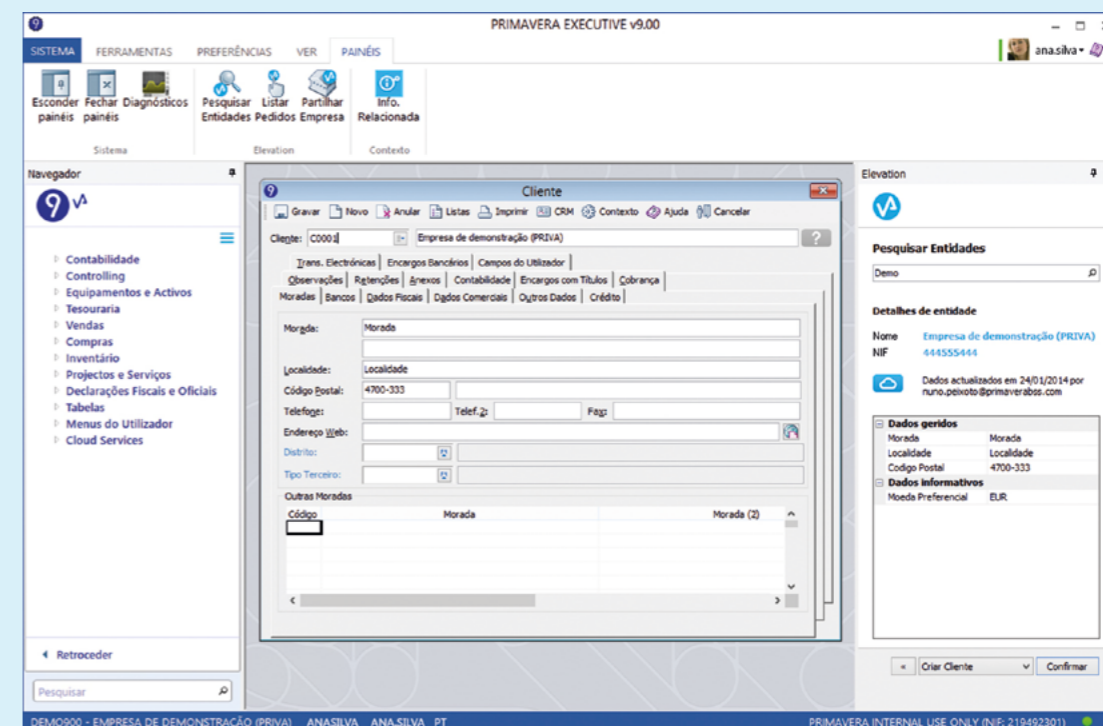 PRIMAVERA EXECUTIVE v9.00
SISTEMA FERRAMENTAS PREFERÊNCIAS VER PAINÉIS
ana.silva
Esconder painéis Fechar painéis Diagnósticos Pesquisar Entidades Listar Pedidos Partilhar Empresa Info. Relacionada
Sistema Elevation Contexto
Navegador
Contabilidade
Controlling
Equipamentos e Activos
Tesouraria
Vendas
Compras
Inventário
Projectos e Serviços
Declarações Fiscais e Oficiais
Tabelas
Menus do Utilizador
Cloud Services
Retroceder
Pesquisar
Cliente
Gravar Novo Anular Listas Imprimir CRM Contexto Ajuda Cancelar
Cliente: C0001 Empresa de demonstração (PRIVA) ?
Trans. Electrónicas Encargos Bancários Campos do Utilizador
Observações Retenções Anexos Contabilidade Encargos com Títulos Cobrança
Moradas Bancos Dados Fiscais Dados Comerciais Outros Dados Crédito
Morada: Morada
Localidade: Localidade
Código Postal: 4700-333
Telefone: Telef.2: Fax:
Endereço Web:
Distrito:
Tipo Terceiro:
Outras Moradas
Código Morada Morada (2)
Elevation
Pesquisar Entidades
Demo
Detalhes de entidade
Nome Empresa de demonstração (PRIVA)
NIF 444555444
Dados actualizados em 24/01/2014 por
nuno.peixoto@primaverabss.com
Dados geridos
Morada Morada
Localidade Localidade
Codigo Postal 4700-333
Dados informativos
Moeda Preferencial EUR
« Criar Cliente Confirmar
DEMO900 - EMPRESA DE DEMONSTRAÇÃO (PRIVA) ANASILVA ANA.SILVA PT PRIMAVERA INTERNAL USE ONLY (NIF: 219492301)